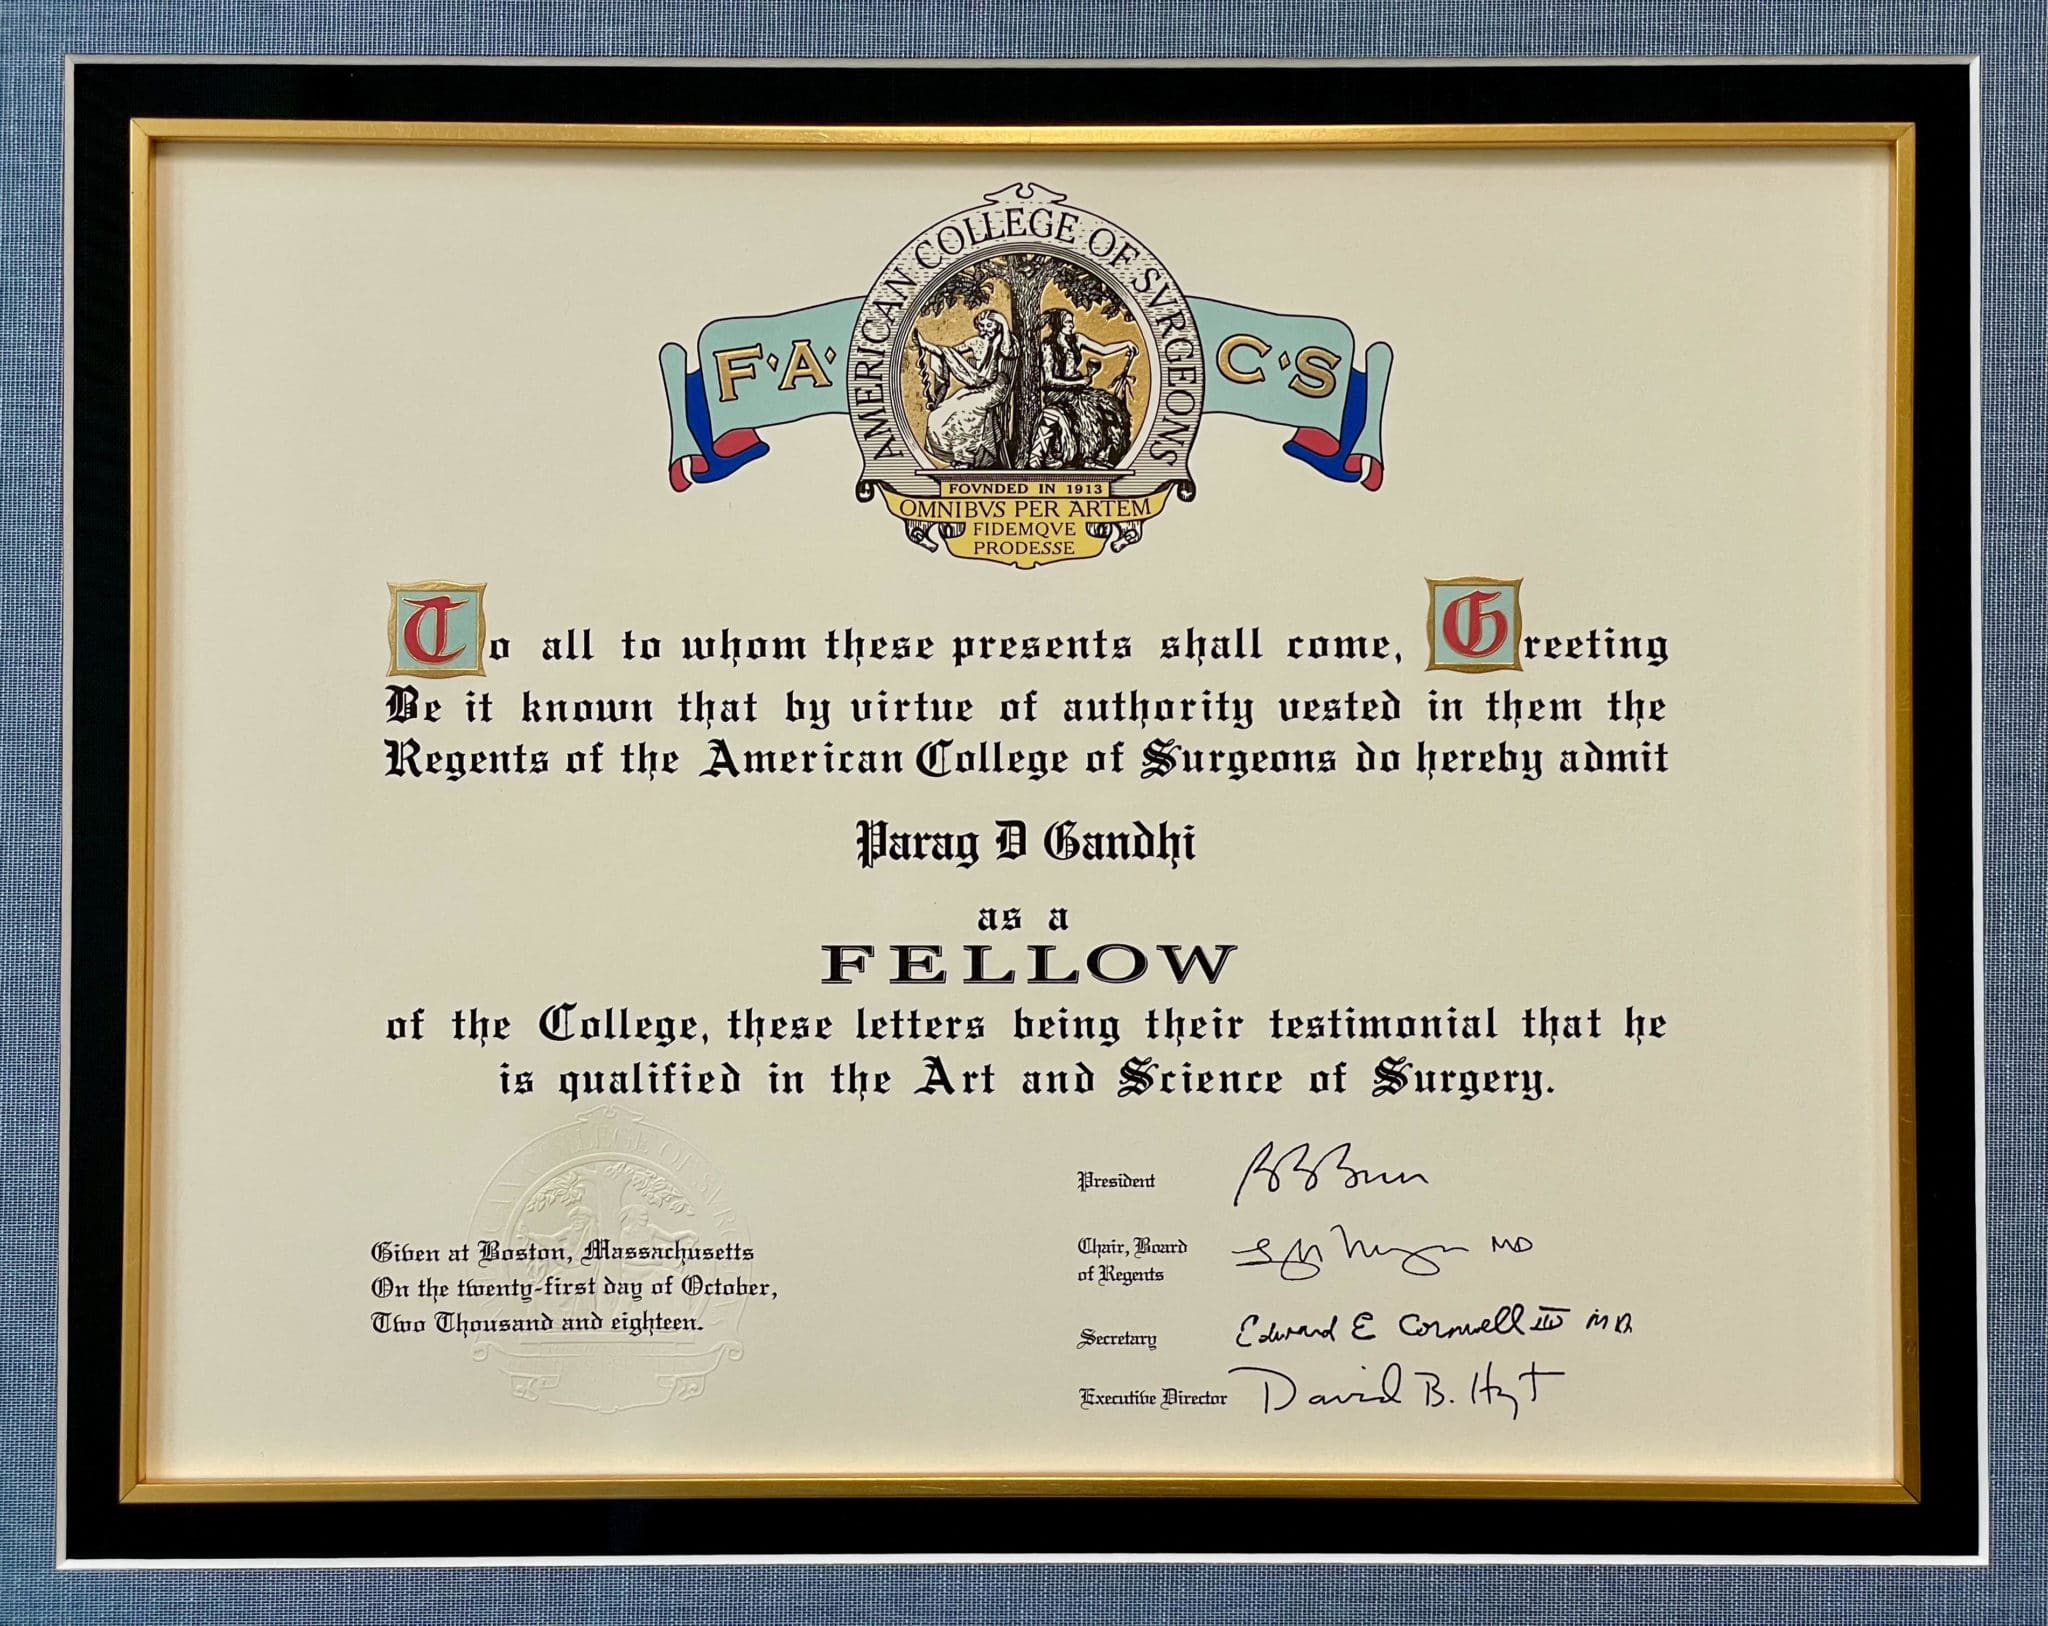 AMERICAN COLLEGE OF SVRGEONS
F·A· C·S
FOVNDED IN 1913
OMNIBVS PER ARTEM
FIDEMQVE
PRODESSE
To all to whom these presents shall come, Greeting
Be it known that by virtue of authority vested in them the
Regents of the American College of Surgeons do hereby admit
Parag D Gandhi
as a
FELLOW
of the College, these letters being their testimonial that he
is qualified in the Art and Science of Surgery.
Given at Boston, Massachusetts
On the twenty-first day of October,
Two Thousand and eighteen.
President
Chair, Board
of Regents
MD
Secretary
Edward E Cornwell III MD
Executive Director
David B. Hoyt